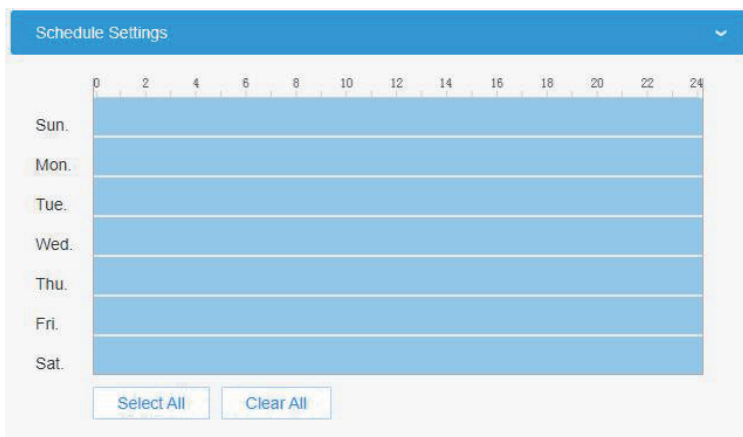 Schedule Settings
0 2 4 6 8 10 12 14 16 18 20 22 24
Sun.
Mon.
Tue.
Wed.
Thu.
Fri.
Sat.
Select All Clear All